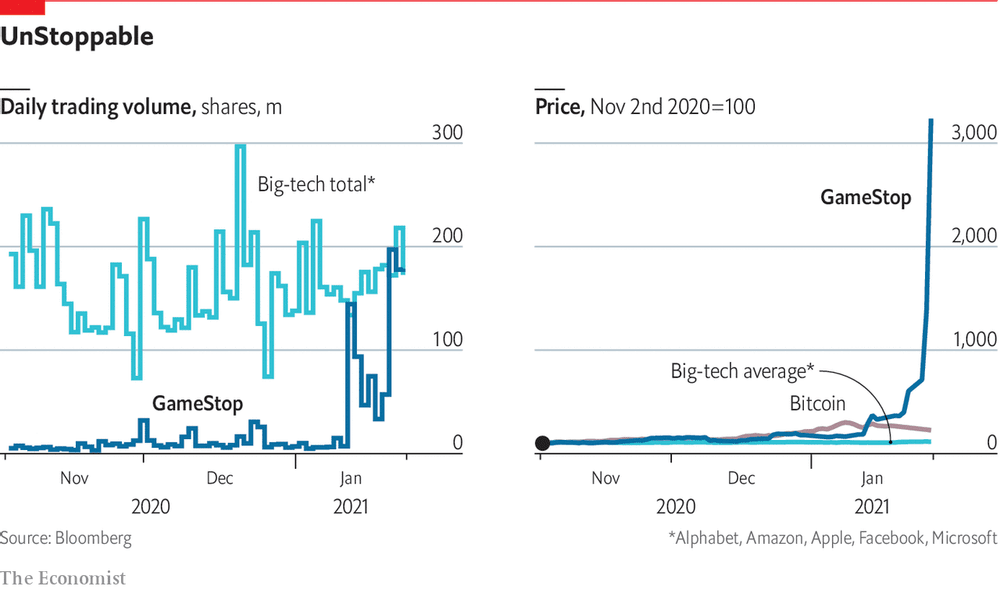 UnStoppable
Daily trading volume, shares, m
300
Big-tech total*
200
100
GameStop
0
Nov
Dec
Jan
2020
2021
Price, Nov 2nd 2020=100
3,000
GameStop
2,000
1,000
Big-tech average*
Bitcoin
0
Nov
Dec
Jan
2020
2021
Source: Bloomberg
*Alphabet, Amazon, Apple, Facebook, Microsoft
The Economist